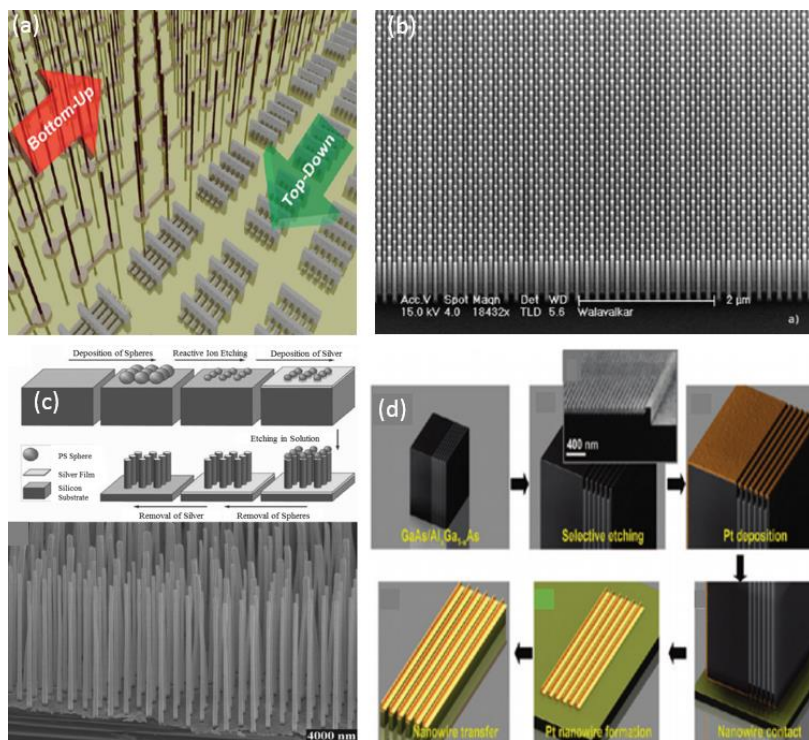 (a)
Bottom-Up
Top-Down
(b)
Acc.V Spot Magn Det WD 2 µm
15.0 kV 4.0 18432x TLD 5.6 Walavalkar
a)
(c)
Deposition of Spheres Reactive Ion Etching Deposition of Silver
Etching in Solution
PS Sphere
Silver Film
Silicon
Substrate
Removal of Silver Removal of Spheres
4000 nm
(d)
400 nm
GaAs/AlxGa1-xAs
Selective etching
Pt deposition
Nanowire transfer
Pt nanowire formation
Nanowire contact